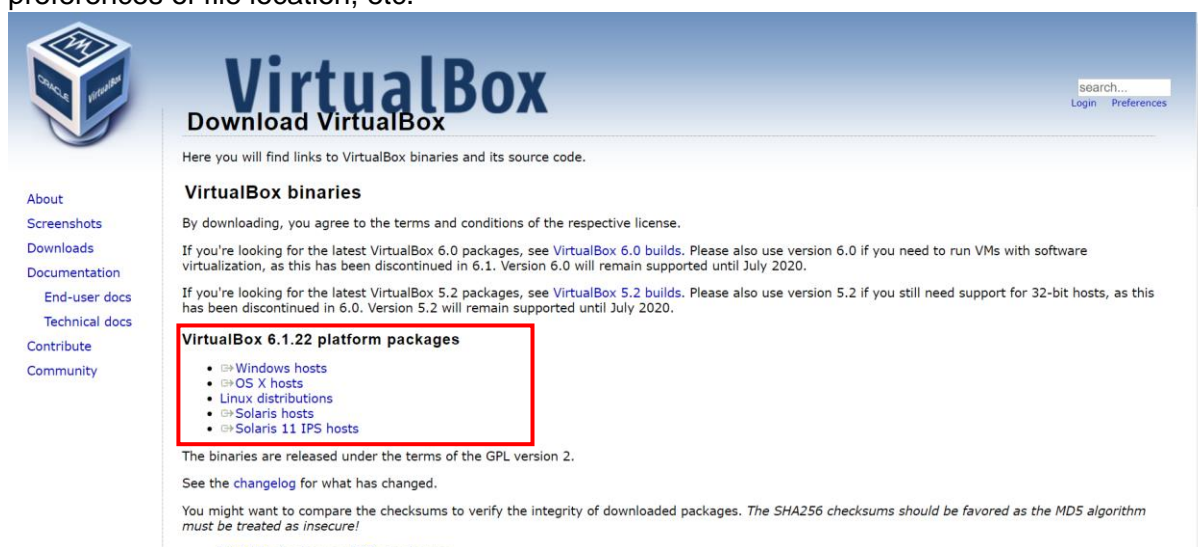 preferences of file location, etc.
ORACLE
VirtualBox
VirtualBox
search...
Login Preferences
Download VirtualBox
Here you will find links to VirtualBox binaries and its source code.
About
Screenshots
Downloads
Documentation
End-user docs
Technical docs
Contribute
Community
VirtualBox binaries
By downloading, you agree to the terms and conditions of the respective license.
If you're looking for the latest VirtualBox 6.0 packages, see VirtualBox 6.0 builds. Please also use version 6.0 if you need to run VMs with software
virtualization, as this has been discontinued in 6.1. Version 6.0 will remain supported until July 2020.
If you're looking for the latest VirtualBox 5.2 packages, see VirtualBox 5.2 builds. Please also use version 5.2 if you still need support for 32-bit hosts, as this
has been discontinued in 6.0. Version 5.2 will remain supported until July 2020.
VirtualBox 6.1.22 platform packages
• Windows hosts
• OS X hosts
• Linux distributions
• Solaris hosts
• Solaris 11 IPS hosts
The binaries are released under the terms of the GPL version 2.
See the changelog for what has changed.
You might want to compare the checksums to verify the integrity of downloaded packages. The SHA256 checksums should be favored as the MD5 algorithm
must be treated as insecure!